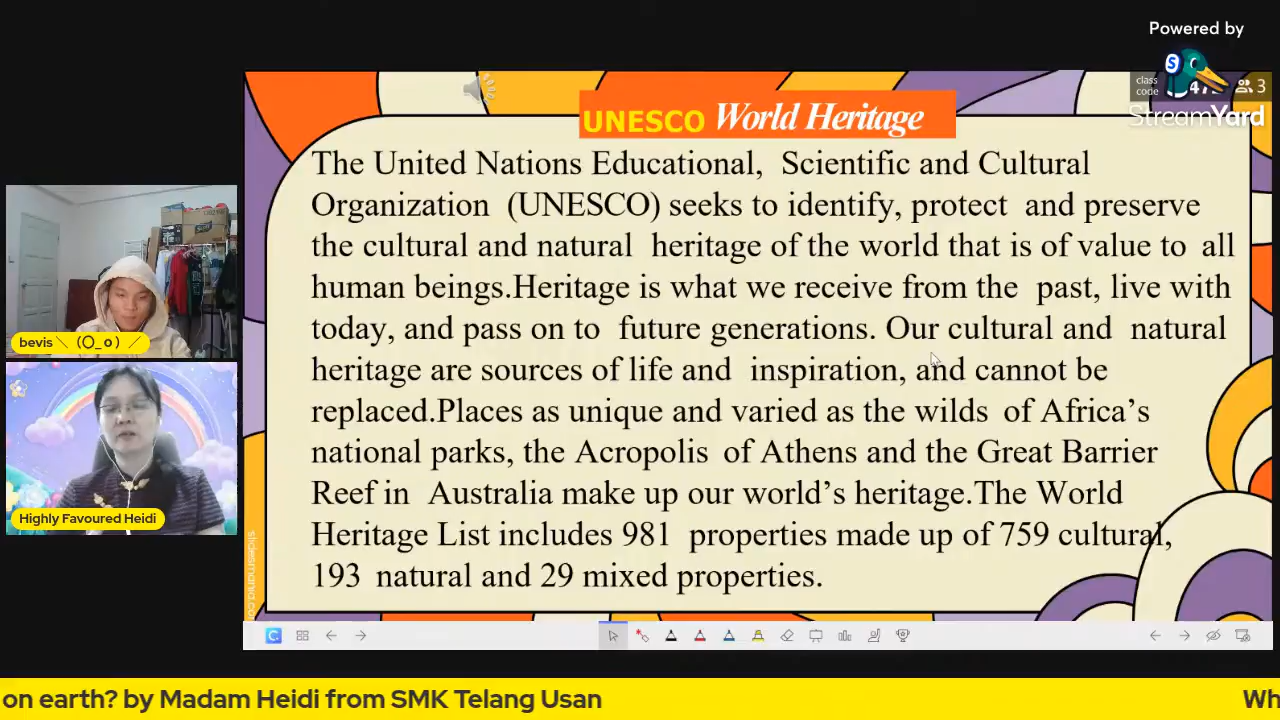 Powered by
StreamYard
class
code
3
UNESCO World Heritage
The United Nations Educational, Scientific and Cultural
Organization (UNESCO) seeks to identify, protect and preserve
the cultural and natural heritage of the world that is of value to all
human beings.Heritage is what we receive from the past, live with
today, and pass on to future generations. Our cultural and natural
heritage are sources of life and inspiration, and cannot be
replaced.Places as unique and varied as the wilds of Africa’s
national parks, the Acropolis of Athens and the Great Barrier
Reef in Australia make up our world’s heritage.The World
Heritage List includes 981 properties made up of 759 cultural,
193 natural and 29 mixed properties.
bevis＼（〇_ｏ）／
Highly Favoured Heidi
on earth? by Madam Heidi from SMK Telang Usan
Wh